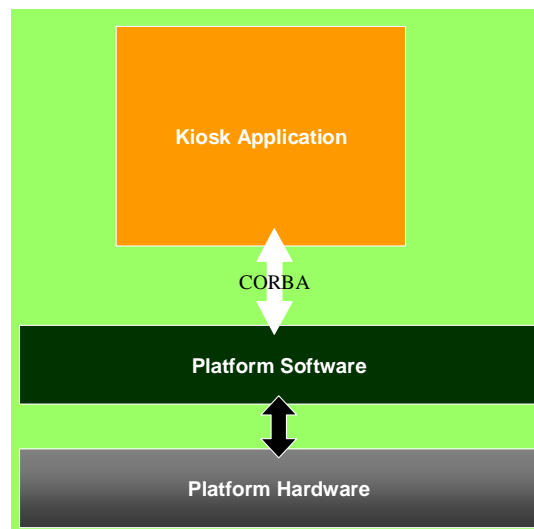 Kiosk Application
CORBA
Platform Software
Platform Hardware